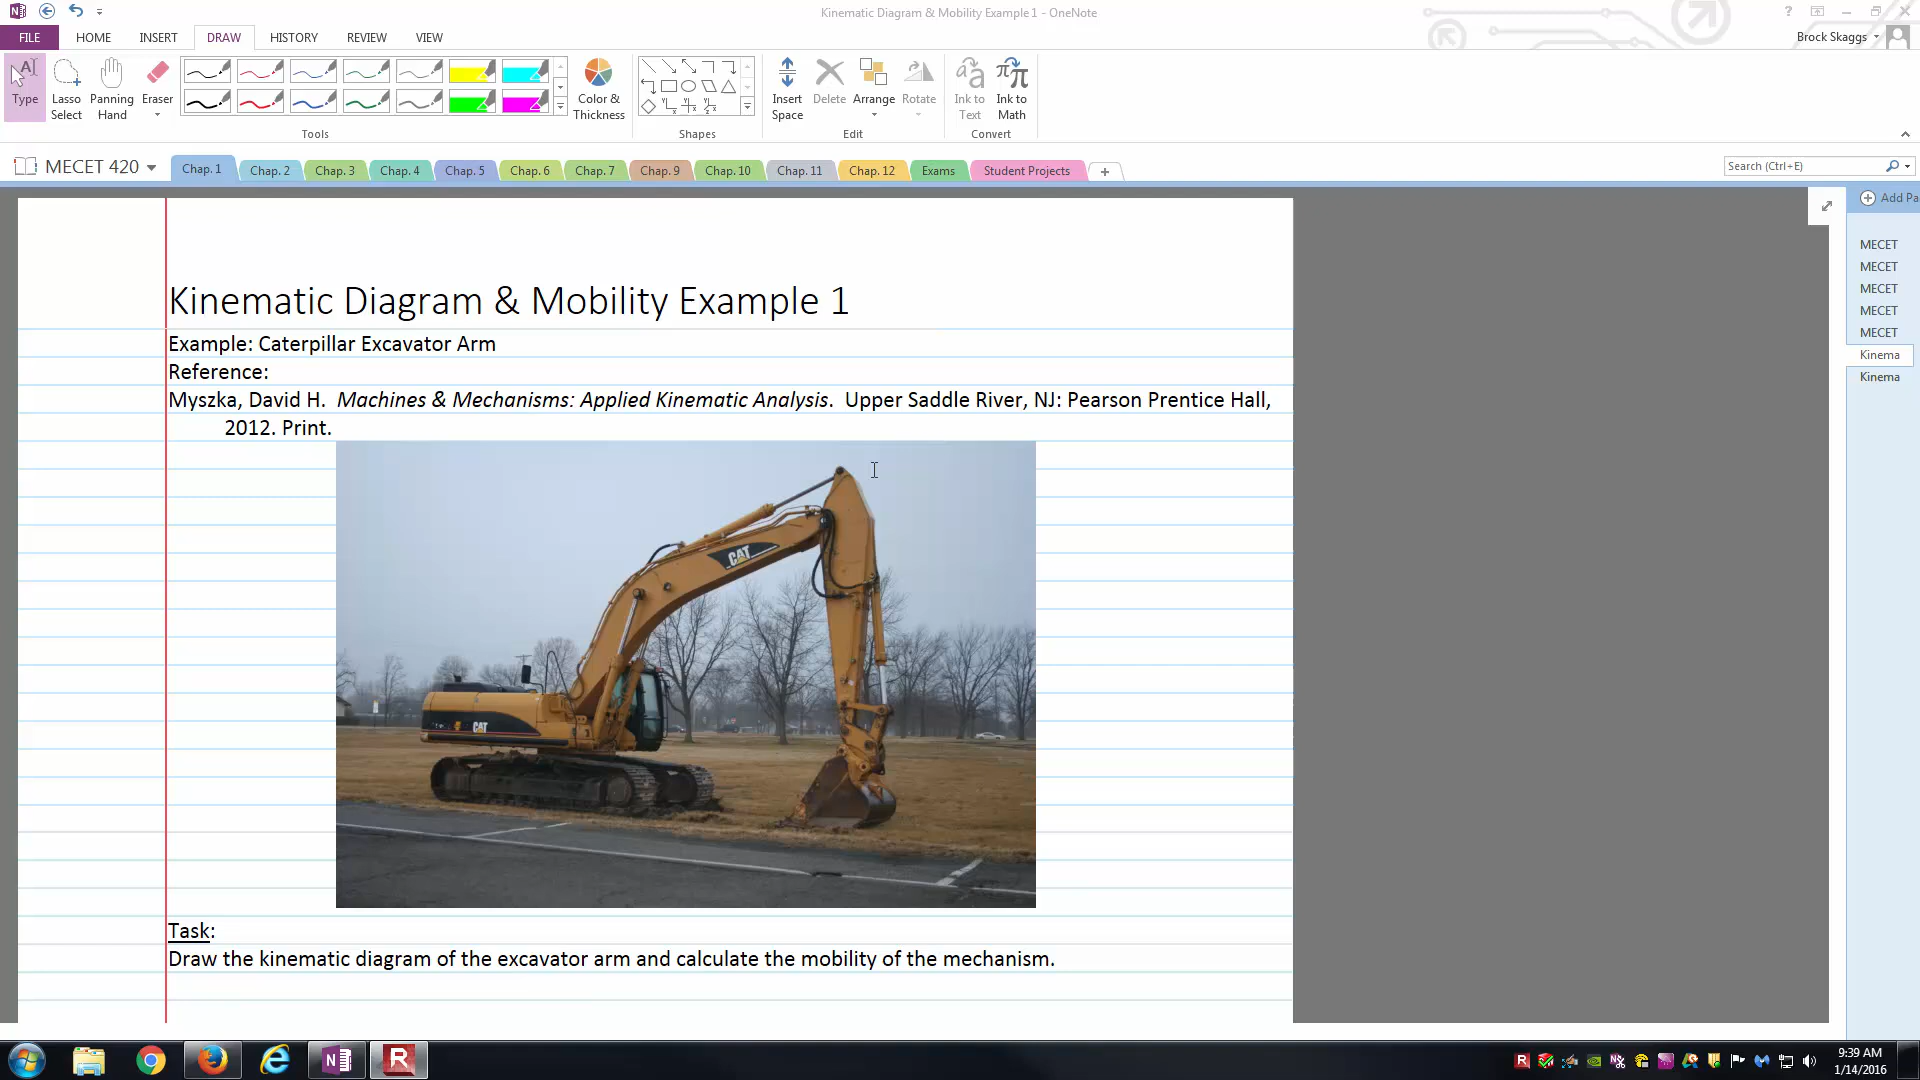 Kinematic Diagram & Mobility Example 1 - OneNote
FILE HOME INSERT DRAW HISTORY REVIEW VIEW
Brock Skaggs
Type
Lasso Select
Panning Hand
Eraser
Color & Thickness
Insert Space
Delete
Arrange
Rotate
Ink to Text
Ink to Math
Tools
Shapes
Edit
Convert
MECET 420
Chap. 1 Chap. 2 Chap. 3 Chap. 4 Chap. 5 Chap. 6 Chap. 7 Chap. 9 Chap. 10 Chap. 11 Chap. 12 Exams Student Projects
Search (Ctrl+E)
Add Pa
MECET
MECET
MECET
MECET
MECET
Kinema
Kinema
Kinematic Diagram & Mobility Example 1
Example: Caterpillar Excavator Arm
Reference:
Myszka, David H. Machines & Mechanisms: Applied Kinematic Analysis. Upper Saddle River, NJ: Pearson Prentice Hall,
2012. Print.
CAT
CAT
Task:
Draw the kinematic diagram of the excavator arm and calculate the mobility of the mechanism.
9:39 AM
1/14/2016